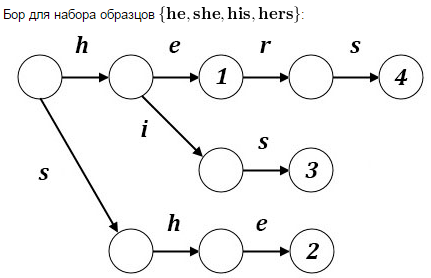 Бор для набора образцов {he, she, his, hers}:
h e r s
1 4
i s
3
s h e
2